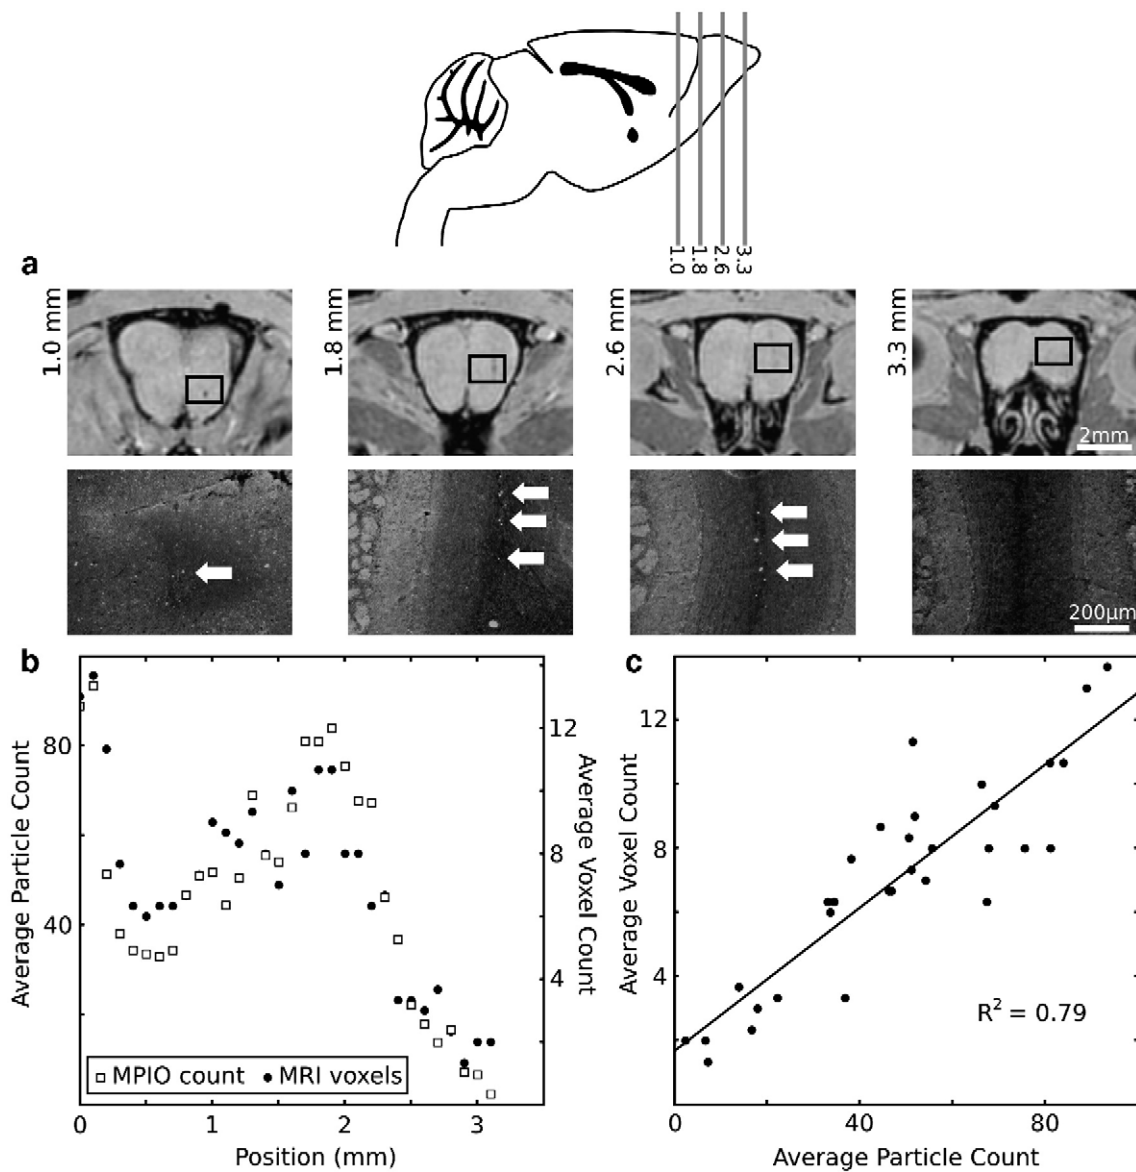 1.0
1.8
2.6
3.3
a
1.0 mm
1.8 mm
2.6 mm
3.3 mm
2mm
200µm
b
c
Average Particle Count
80
40
12
8
4
Average Voxel Count
MPIO count
MRI voxels
0
1
2
3
Position (mm)
Average Voxel Count
12
8
4
R² = 0.79
0
40
80
Average Particle Count